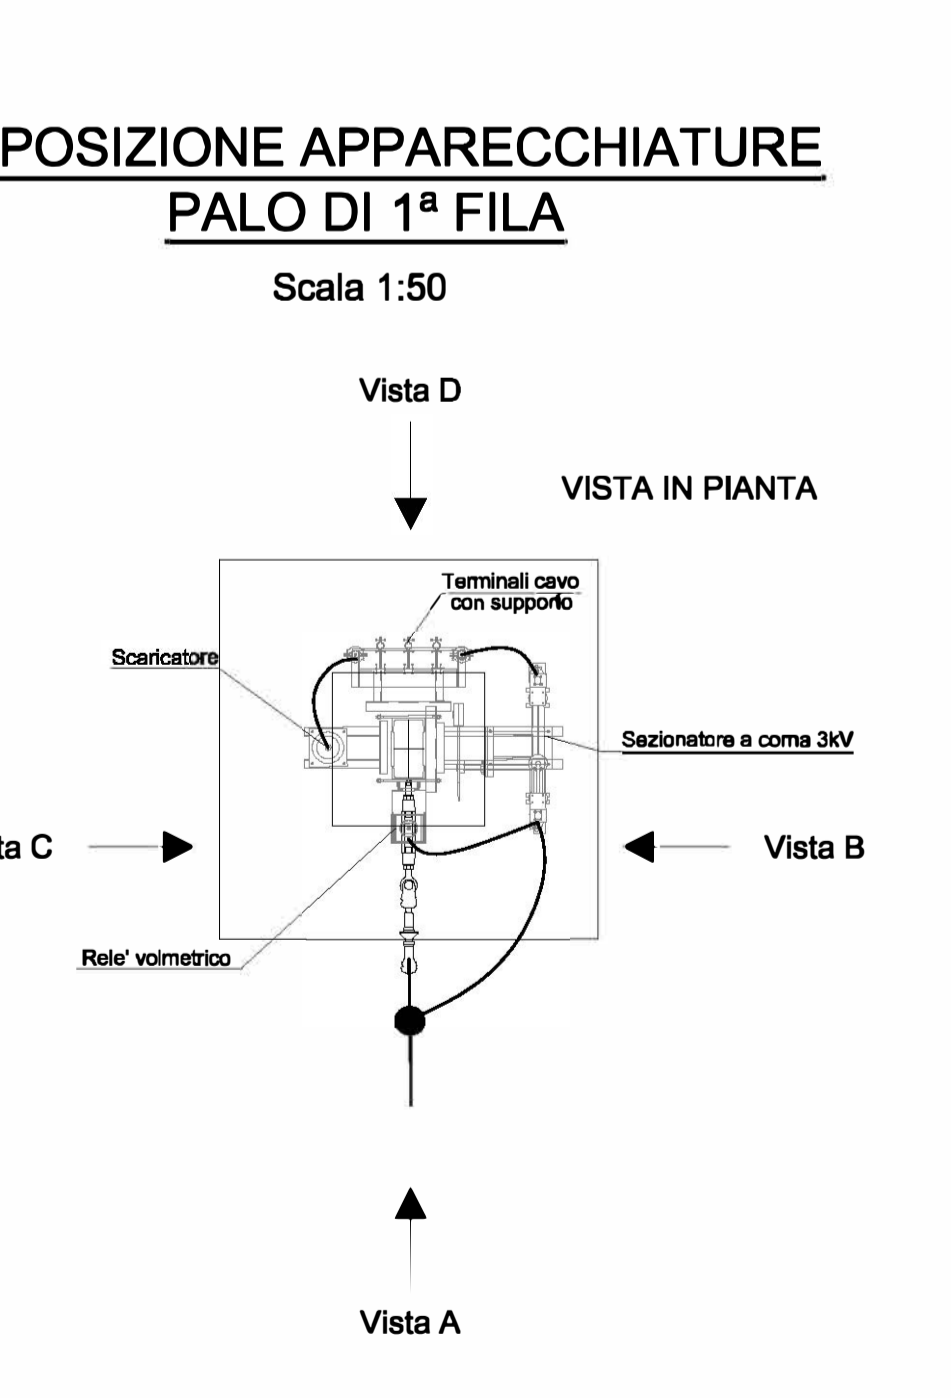 POSIZIONE APPARECCHIATURE
PALO DI 1ª FILA
Scala 1:50
Vista D
VISTA IN PIANTA
Terminali cavo
con supporto
Scaricatore
Sezionatore a corna 3kV
ta C
Vista B
Rele' volmetrico
Vista A